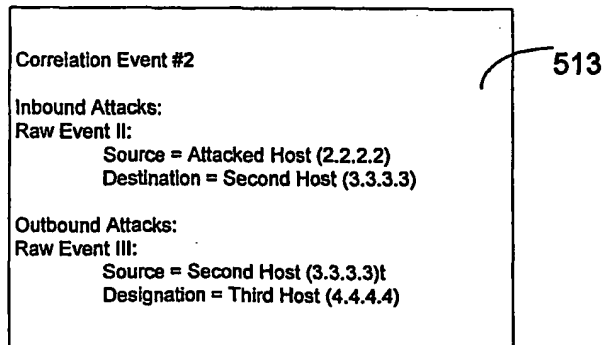 Correlation Event #2
513
Inbound Attacks:
Raw Event II:
Source = Attacked Host (2.2.2.2)
Destination = Second Host (3.3.3.3)
Outbound Attacks:
Raw Event III:
Source = Second Host (3.3.3.3)t
Designation = Third Host (4.4.4.4)